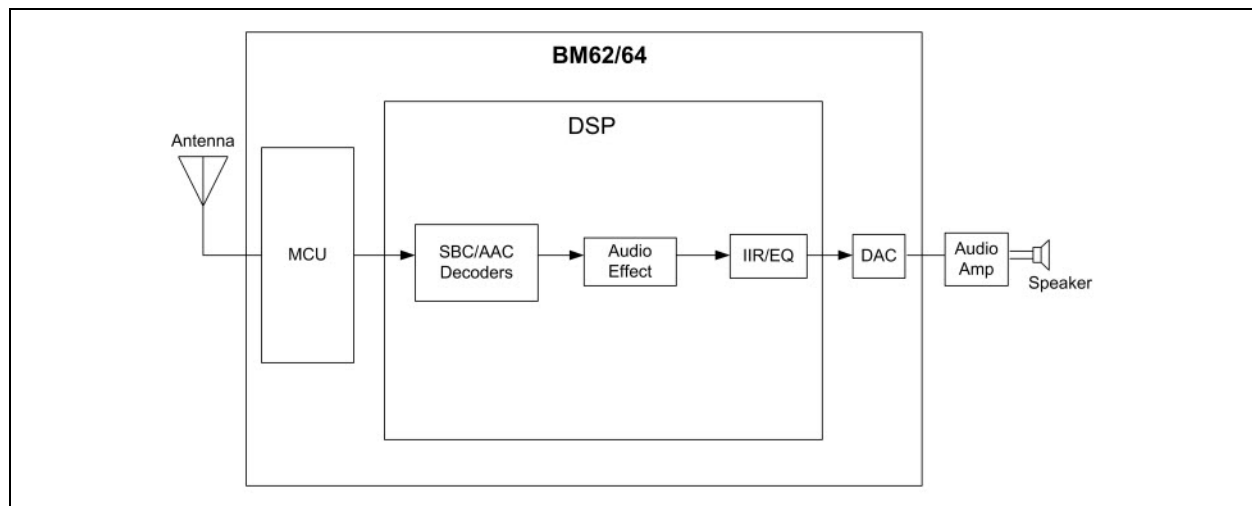 BM62/64
DSP
Antenna
MCU
SBC/AAC
Decoders
Audio
Effect
IIR/EQ
DAC
Audio
Amp
Speaker